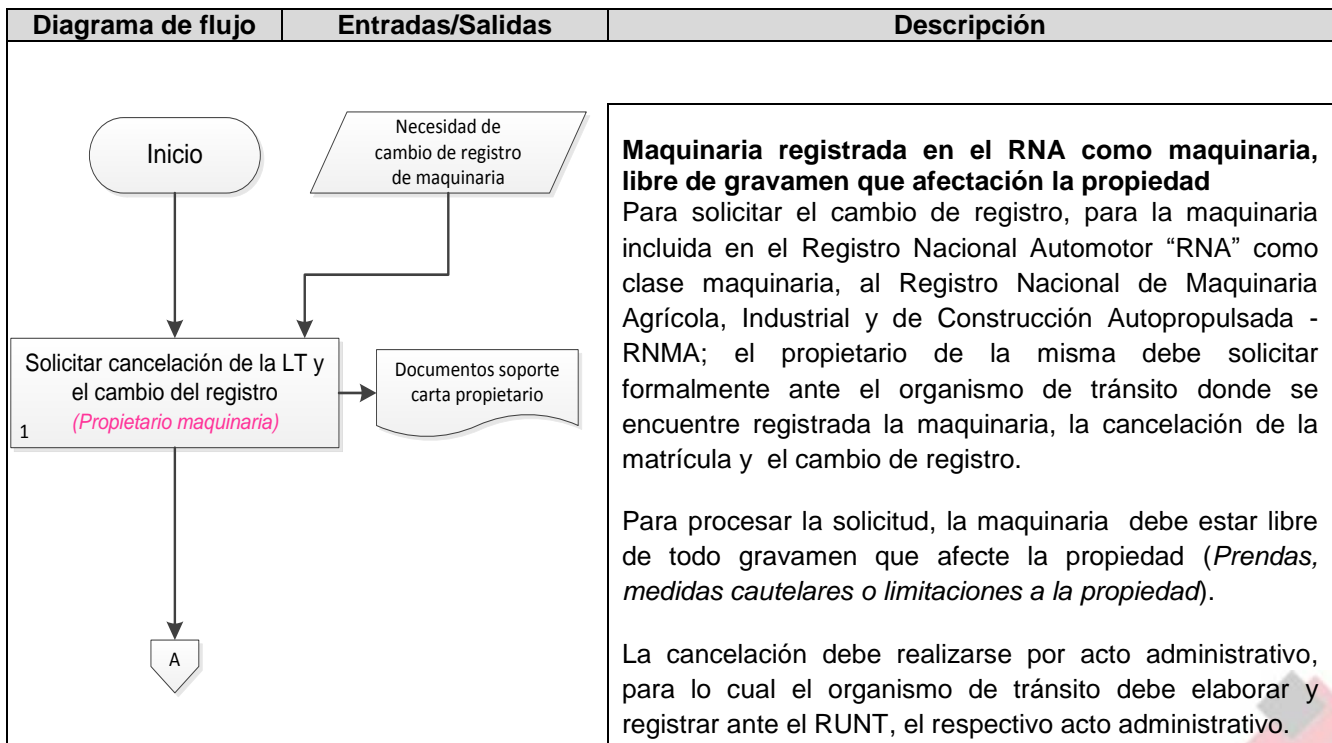 Diagrama de flujo
Entradas/Salidas
Descripción
Inicio
Necesidad de
cambio de registro
de maquinaria
Solicitar cancelación de la LT y
el cambio del registro
(Propietario maquinaria)
1
Documentos soporte
carta propietario
A
Maquinaria registrada en el RNA como maquinaria,
libre de gravamen que afectación la propiedad
Para solicitar el cambio de registro, para la maquinaria
incluida en el Registro Nacional Automotor “RNA” como
clase maquinaria, al Registro Nacional de Maquinaria
Agrícola, Industrial y de Construcción Autopropulsada -
RNMA; el propietario de la misma debe solicitar
formalmente ante el organismo de tránsito donde se
encuentre registrada la maquinaria, la cancelación de la
matrícula y el cambio de registro.
Para procesar la solicitud, la maquinaria debe estar libre
de todo gravamen que afecte la propiedad (Prendas,
medidas cautelares o limitaciones a la propiedad).
La cancelación debe realizarse por acto administrativo,
para lo cual el organismo de tránsito debe elaborar y
registrar ante el RUNT, el respectivo acto administrativo.